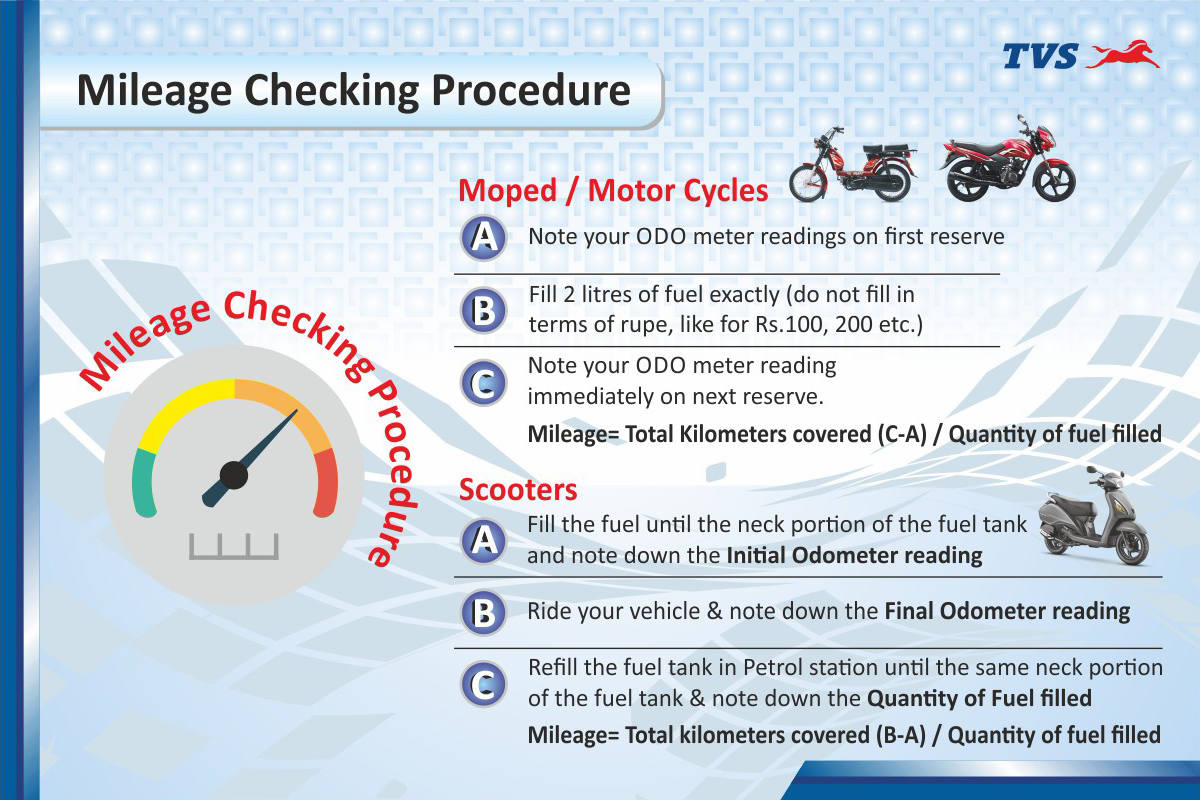 TVS
Mileage Checking Procedure
Moped / Motor Cycles
A Note your ODO meter readings on first reserve
B Fill 2 litres of fuel exactly (do not fill in
terms of rupe, like for Rs.100, 200 etc.)
C Note your ODO meter reading
immediately on next reserve.
Mileage= Total Kilometers covered (C-A) / Quantity of fuel filled
Mileage Checking Procedure
Scooters
A Fill the fuel until the neck portion of the fuel tank
and note down the Initial Odometer reading
B Ride your vehicle & note down the Final Odometer reading
C Refill the fuel tank in Petrol station until the same neck portion
of the fuel tank & note down the Quantity of Fuel filled
Mileage= Total kilometers covered (B-A) / Quantity of fuel filled